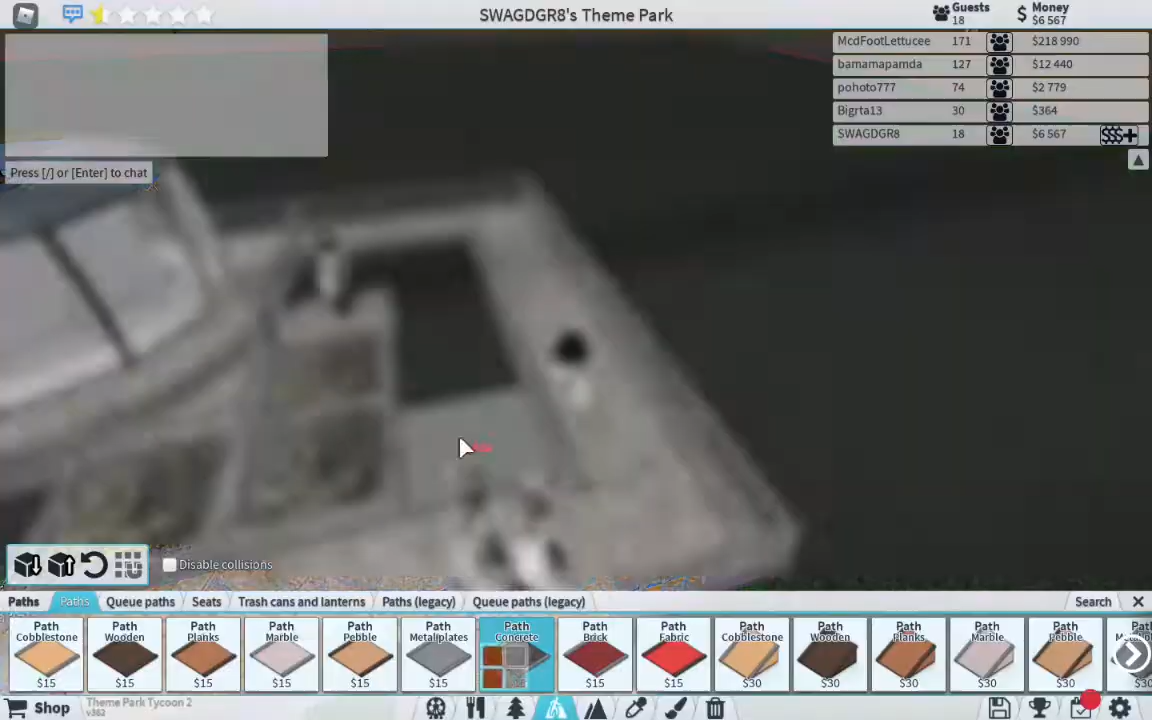 SWAGDGR8's Theme Park
Guests
18
Money
$6 567
McdFootLettucee 171 $218 990
bamamapamda 127 $12 440
pohoto777 74 $2 779
Bigrta13 30 $364
SWAGDGR8 18 $6 567
Press [/] or [Enter] to chat
Disable collisions
Paths Paths Queue paths Seats Trash cans and lanterns Paths (legacy) Queue paths (legacy) Search
Path Cobblestone $15
Path Wooden $15
Path Planks $15
Path Marble $15
Path Pebble $15
Path Metalplates $15
Path Concrete
Path Brick $15
Path Fabric $15
Path Cobblestone $30
Path Wooden $30
Path Planks $30
Path Marble $30
Path Pebble $30
Shop
Theme Park Tycoon 2
v362